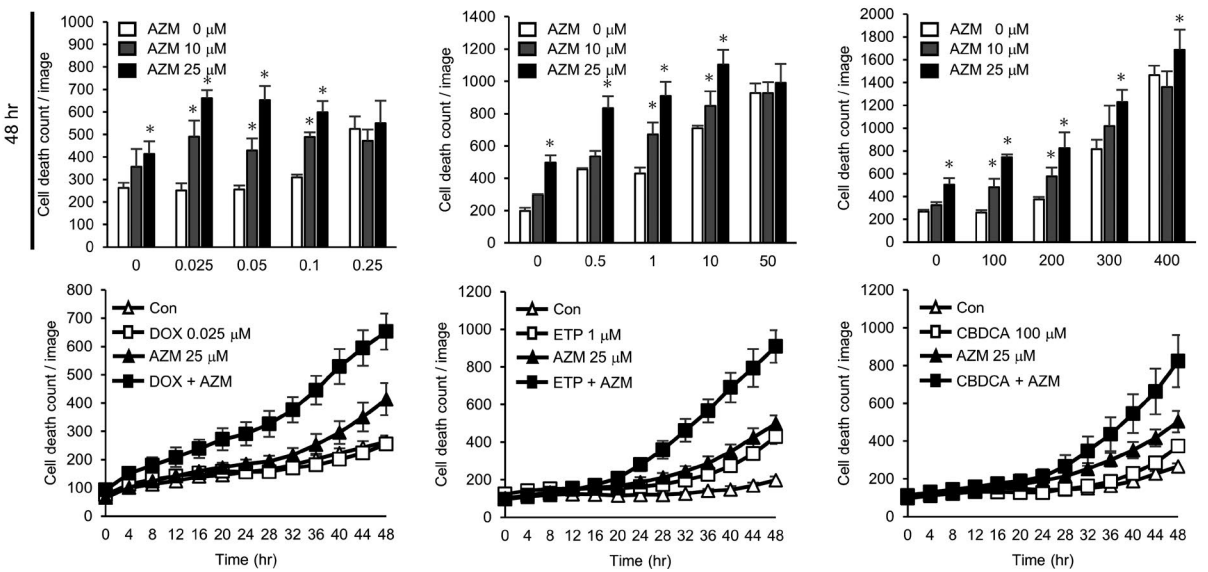 48 hr
Cell death count / image
1000
900
800
700
600
500
400
300
200
100
0
AZM 0 μM
AZM 10 μM
AZM 25 μM
* * * * * * *
0 0.025 0.05 0.1 0.25
Cell death count / image
1400
1200
1000
800
600
400
200
0
AZM 0 μM
AZM 10 μM
AZM 25 μM
* * * * * *
0 0.5 1 10 50
Cell death count / image
2000
1800
1600
1400
1200
1000
800
600
400
200
0
AZM 0 μM
AZM 10 μM
AZM 25 μM
* * * * * * *
0 100 200 300 400
Cell death count / image
800
700
600
500
400
300
200
100
0
Con
DOX 0.025 μM
AZM 25 μM
DOX + AZM
0 4 8 12 16 20 24 28 32 36 40 44 48
Time (hr)
Cell death count / image
1200
1000
800
600
400
200
0
Con
ETP 1 μM
AZM 25 μM
ETP + AZM
0 4 8 12 16 20 24 28 32 36 40 44 48
Time (hr)
Cell death count / image
1200
1000
800
600
400
200
0
Con
CBDCA 100 μM
AZM 25 μM
CBDCA + AZM
0 4 8 12 16 20 24 28 32 36 40 44 48
Time (hr)